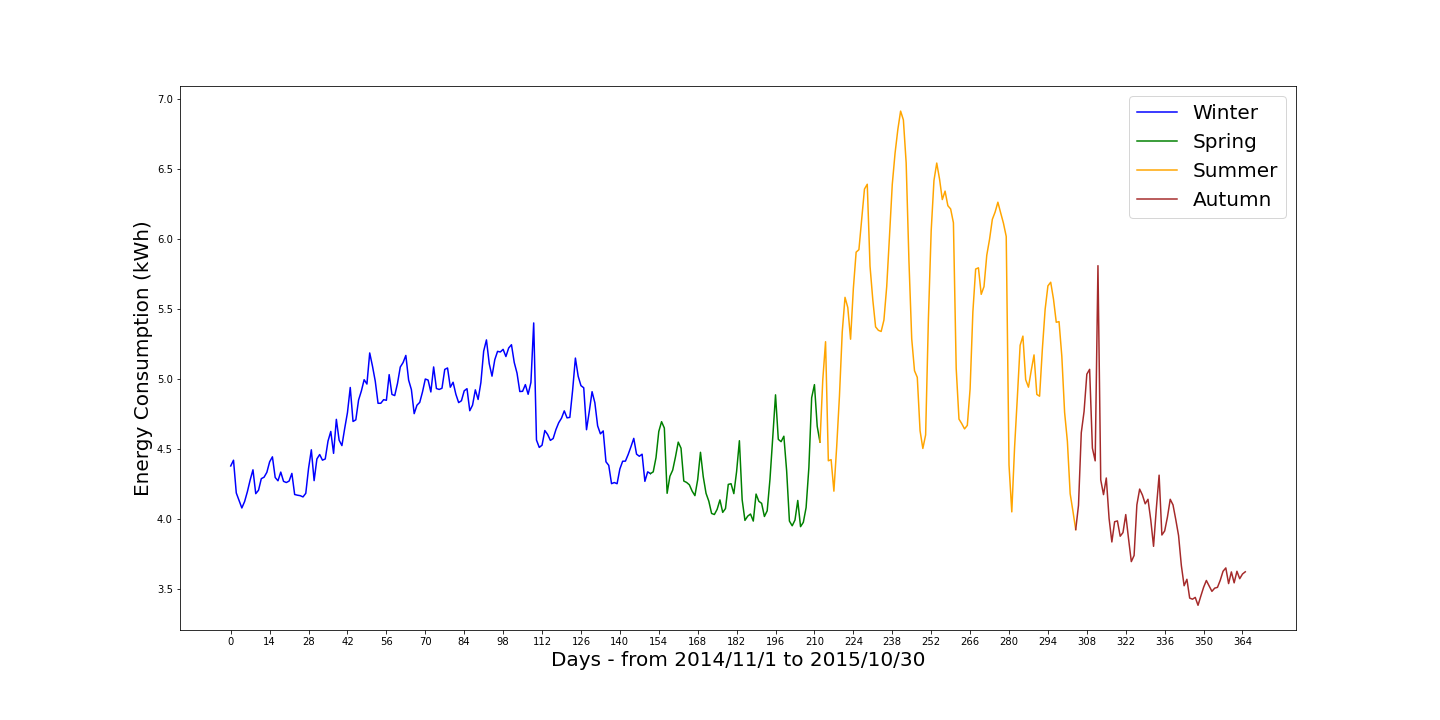 Energy Consumption (kWh)
7.0
6.5
6.0
5.5
5.0
4.5
4.0
3.5
Winter
Spring
Summer
Autumn
0 14 28 42 56 70 84 98 112 126 140 154 168 182 196 210 224 238 252 266 280 294 308 322 336 350 364
Days - from 2014/11/1 to 2015/10/30